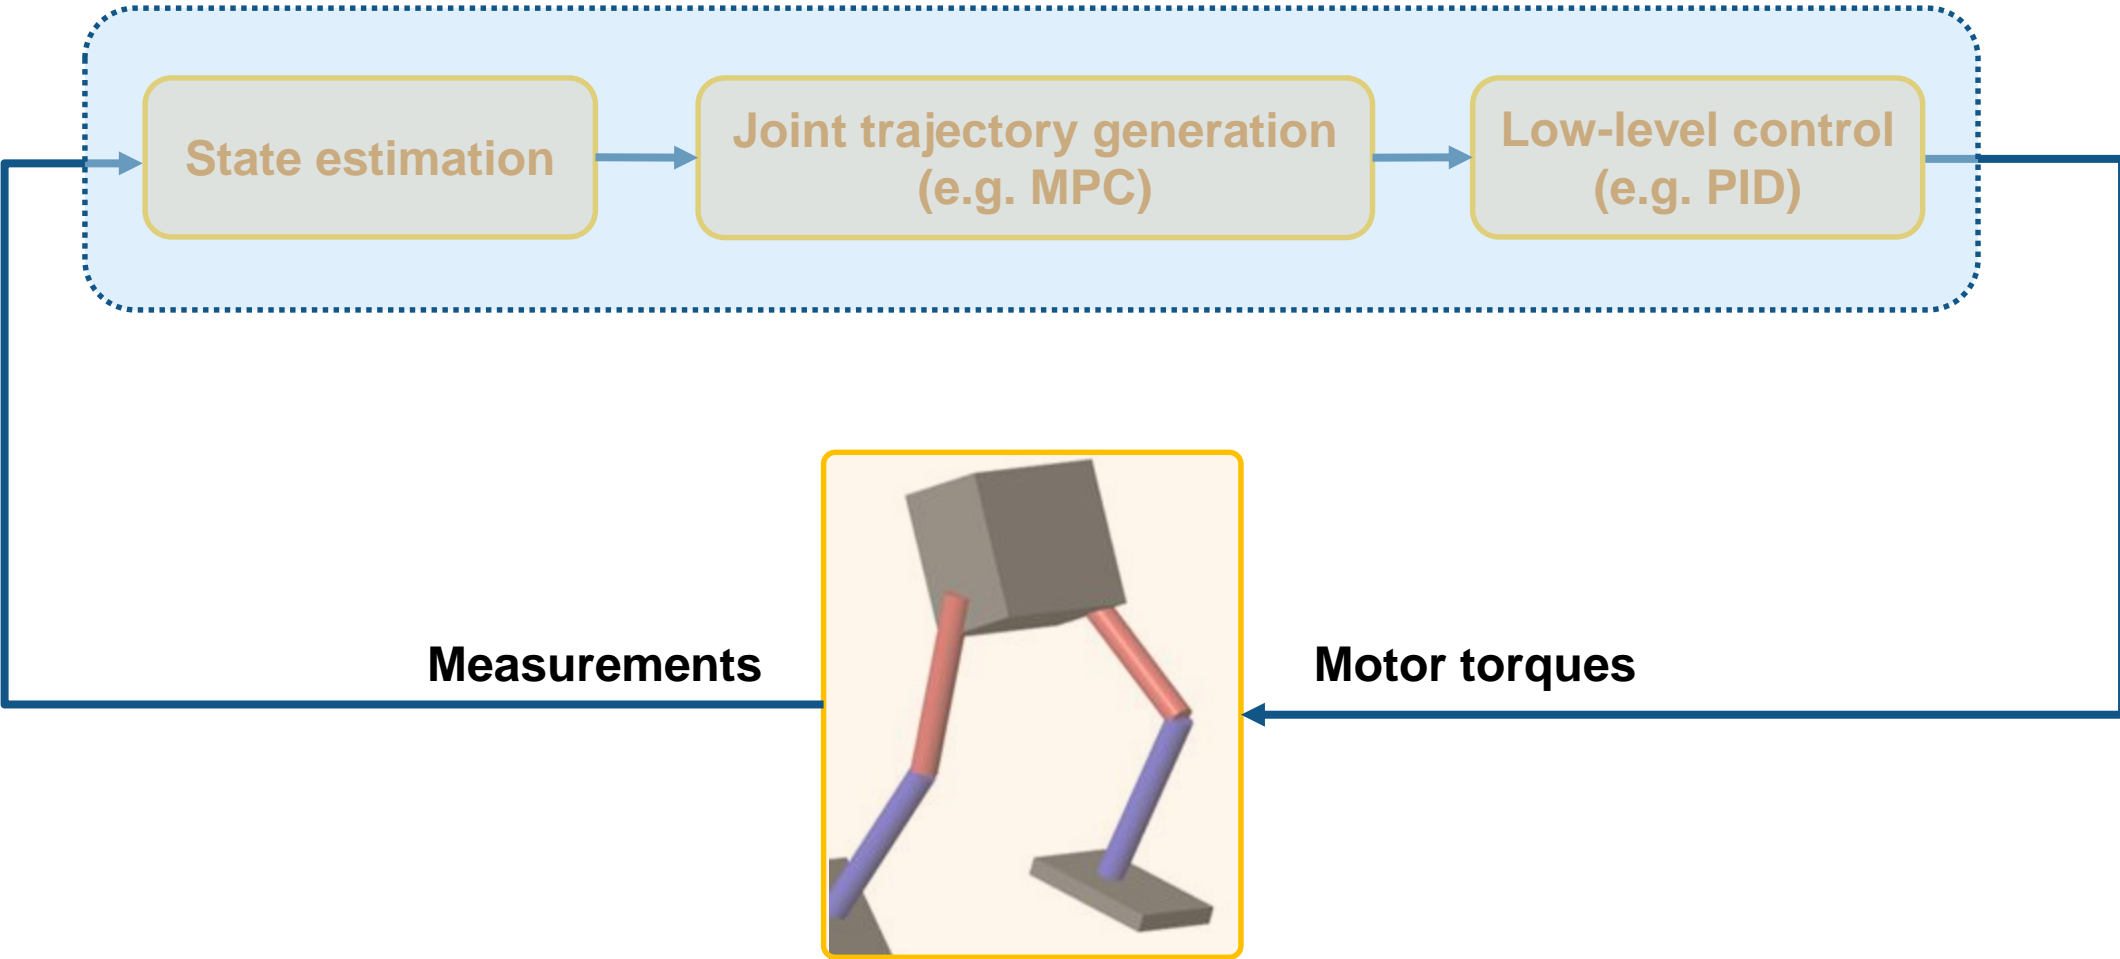 State estimation
Joint trajectory generation
(e.g. MPC)
Low-level control
(e.g. PID)
Measurements
Motor torques